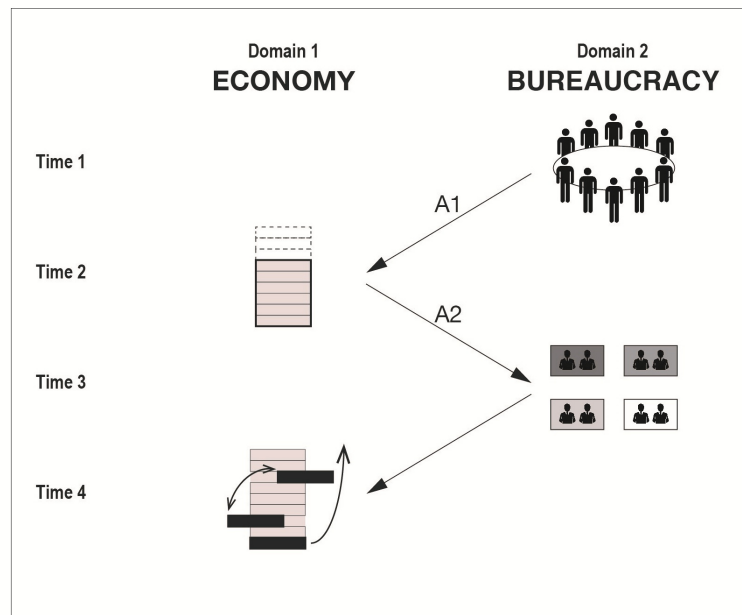 Domain 1
ECONOMY
Domain 2
BUREAUCRACY
Time 1
A1
Time 2
A2
Time 3
Time 4